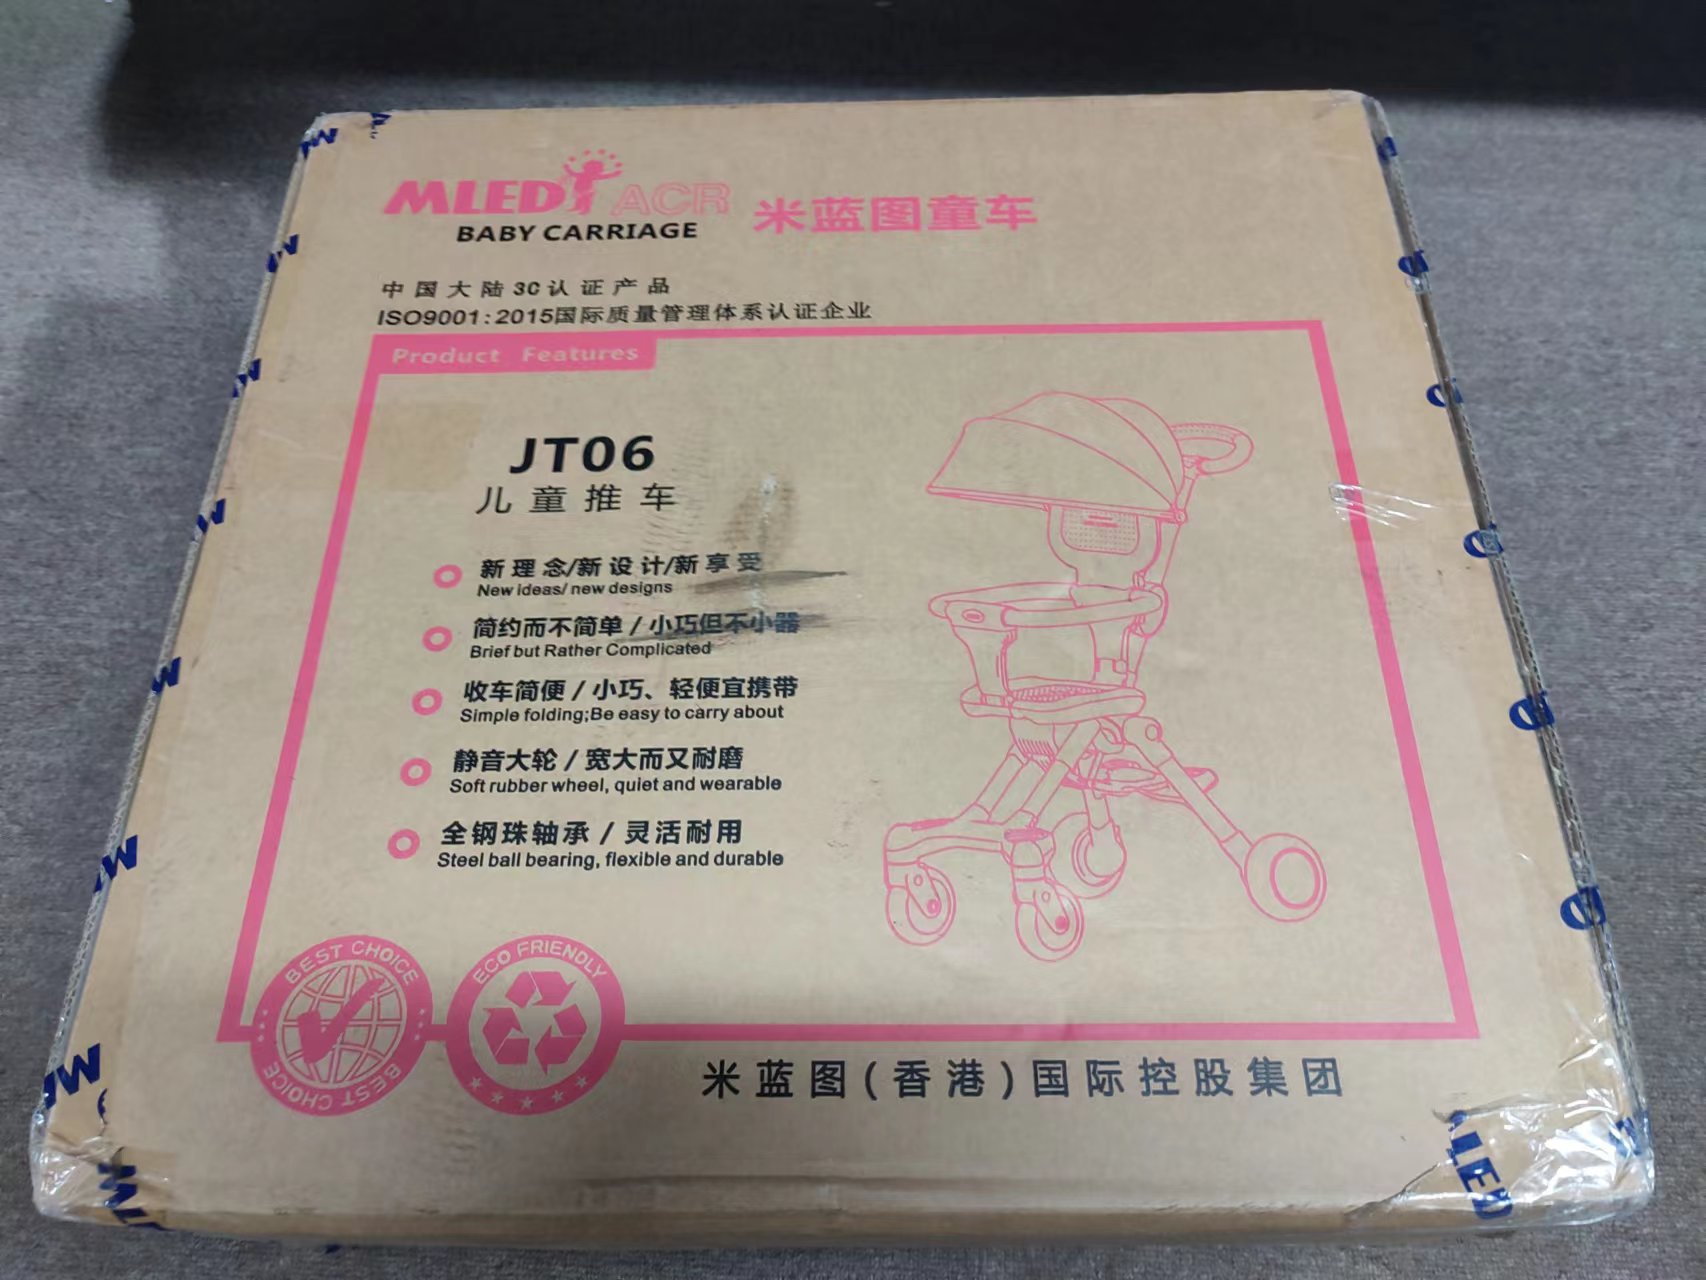 MLED ACR 米蓝图童车
BABY CARRIAGE
中国大陆3C认证产品
ISO9001:2015国际质量管理体系认证企业
Product Features
JT06
儿童推车
新理念/新设计/新享受
New ideas/ new designs
简约而不简单/小巧但不小器
Brief but Rather Complicated
收车简便/小巧、轻便宜携带
Simple folding;Be easy to carry about
静音大轮/宽大而又耐磨
Soft rubber wheel, quiet and wearable
全钢珠轴承/灵活耐用
Steel ball bearing, flexible and durable
BEST CHOICE
BEST CHOICE
ECO FRIENDLY
米蓝图(香港)国际控股集团